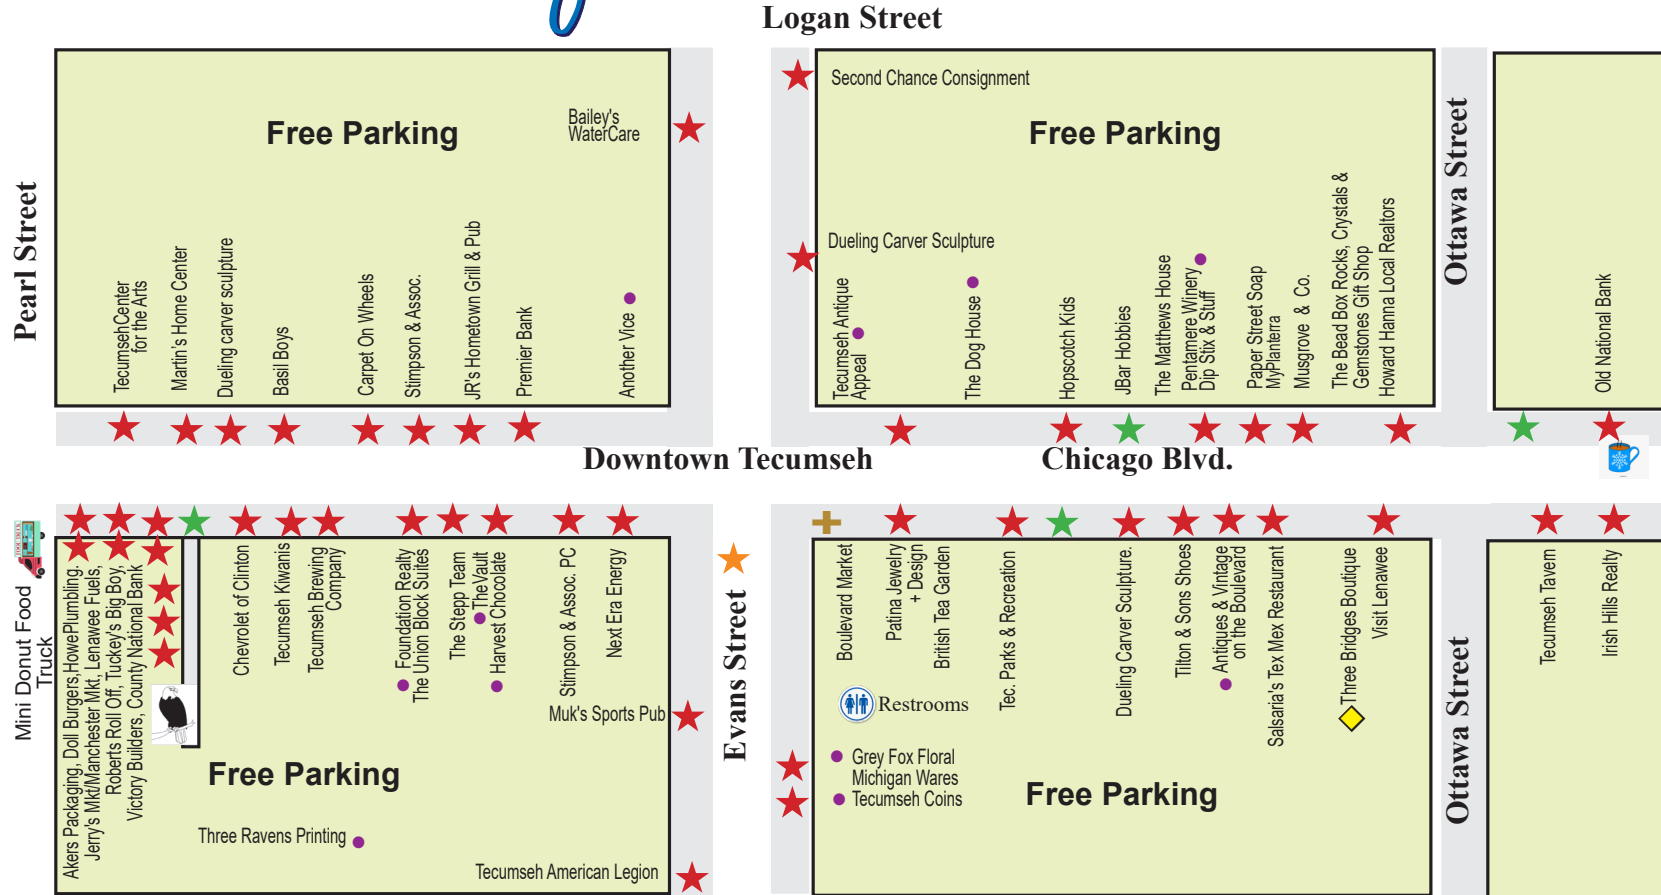 Logan Street
Pearl Street
Free Parking
Bailey's
WaterCare
TecumsehCenter
for the Arts
Martin's Home Center
Dueling carver sculpture
Basil Boys
Carpet On Wheels
Stimpson & Assoc.
JR's Hometown Grill & Pub
Premier Bank
Another Vice
Second Chance Consignment
Free Parking
Dueling Carver Sculpture
Tecumseh Antique
Appeal
The Dog House
Hopscotch Kids
JBar Hobbies
The Matthews House
Pentamere Winery
Dip Stix & Stuff
Paper Street Soap
MyPlanterra
Musgrove & Co.
The Bead Box Rocks, Crystals &
Gemstones Gift Shop
Howard Hanna Local Realtors
Ottawa Street
Old National Bank
Downtown Tecumseh
Chicago Blvd.
Mini Donut Food
Truck
Akers Packaging, Doll Burgers,HowePlumbling.
Jerry's Mkt/Manchester Mkt, Lenawee Fuels,
Roberts Roll Off, Tuckey's Big Boy,
Victory Builders, County National Bank
Chevrolet of Clinton
Tecumseh Kiwanis
Tecumseh Brewing
Company
Foundation Realty
The Union Block Suites
The Stepp Team
The Vault
Harvest Chocolate
Stimpson & Assoc. PC
Next Era Energy
Muk's Sports Pub
Free Parking
Three Ravens Printing
Tecumseh American Legion
Evans Street
Boulevard Market
Patina Jewelry
+ Design
British Tea Garden
Tec. Parks & Recreation
Dueling Carver Sculpture.
Tilton & Sons Shoes
Antiques & Vintage
on the Boulevard
Salsaria's Tex Mex Restaurant
Three Bridges Boutique
Visit Lenawee
Restrooms
Grey Fox Floral
Michigan Wares
Tecumseh Coins
Free Parking
Ottawa Street
Tecumseh Tavern
Irish Hills Realty